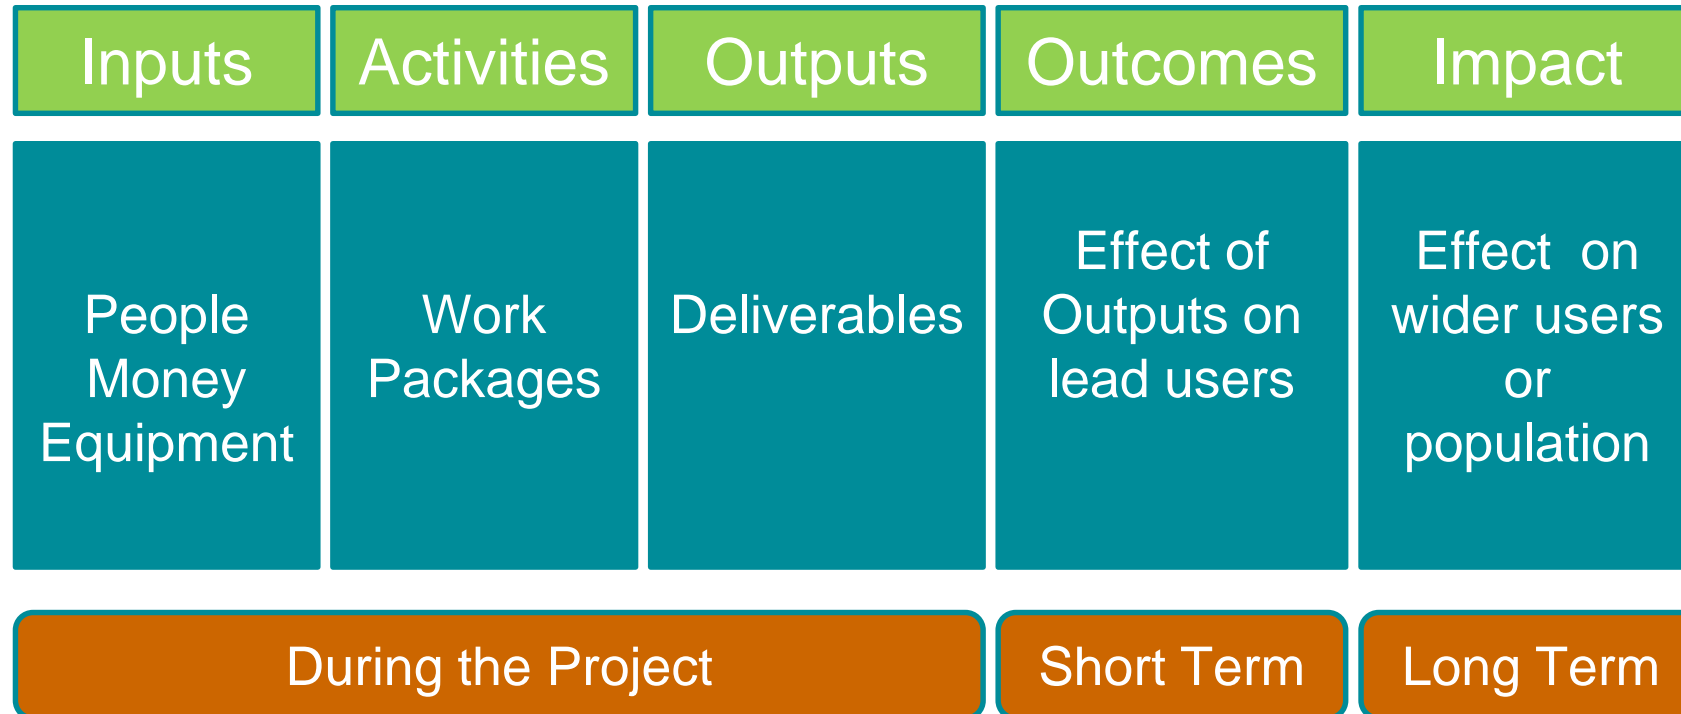 Inputs
Activities
Outputs
Outcomes
Impact
People
Money
Equipment
Work
Packages
Deliverables
Effect of
Outputs on
lead users
Effect  on
wider users
or
population
During the Project
Short Term
Long Term